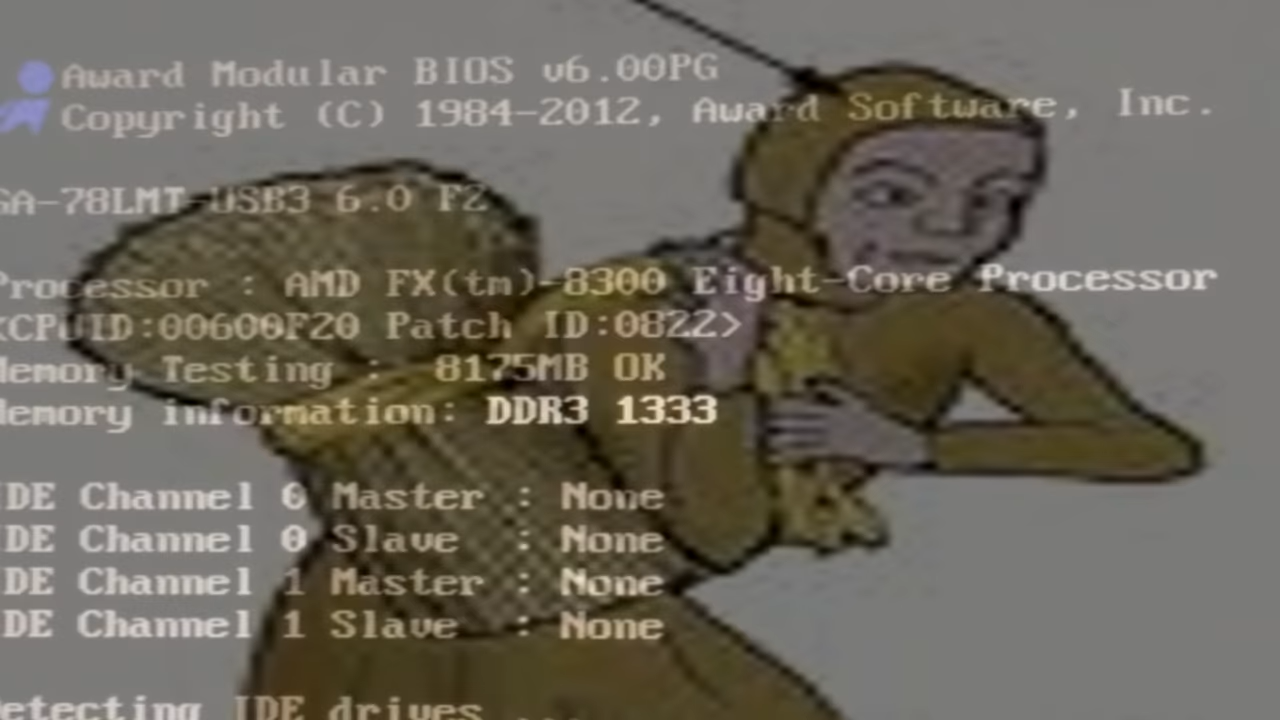 Award Modular BIOS v6.00PG
Copyright (C) 1984-2012, Award Software, Inc.
GA-78LMT-USB3 6.0 F2
Processor : AMD FX(tm)-8300 Eight-Core Processor
<CPUID:00600F20 Patch ID:0822>
Memory Testing : 8175MB OK
Memory information: DDR3 1333
IDE Channel 0 Master : None
IDE Channel 0 Slave : None
IDE Channel 1 Master : None
IDE Channel 1 Slave : None
Detecting IDE drives ...